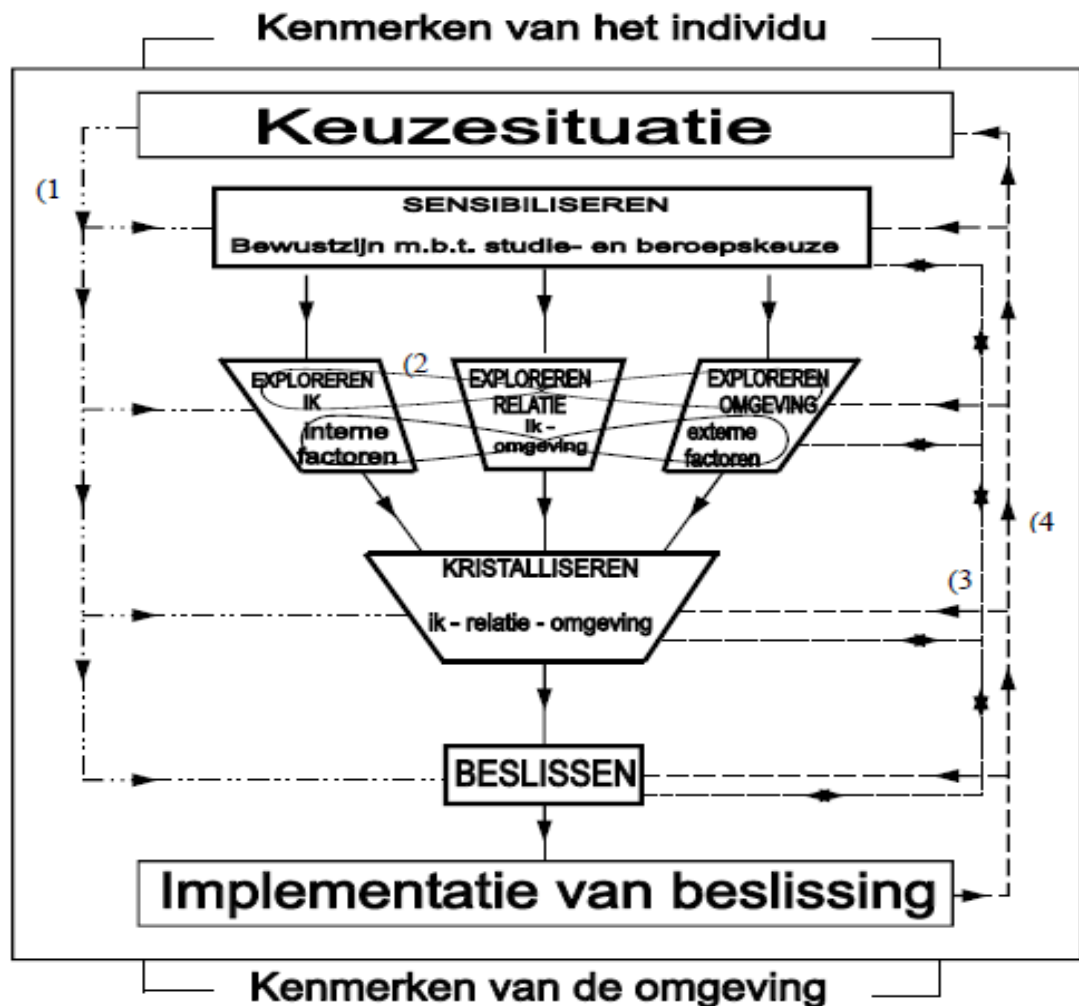 Kenmerken van het individu
Keuzesituatie
(1
SENSIBILISEREN
Bewustzijn m.b.t. studie- en beroepskeuze
(2
EXPLOREREN
IK
interne
factoren
EXPLOREREN
RELATIE
ik -
omgeving
EXPLOREREN
OMGEVING
externe
factoren
(4
KRISTALLISEREN
(3
ik - relatie - omgeving
BESLISSEN
Implementatie van beslissing
Kenmerken van de omgeving